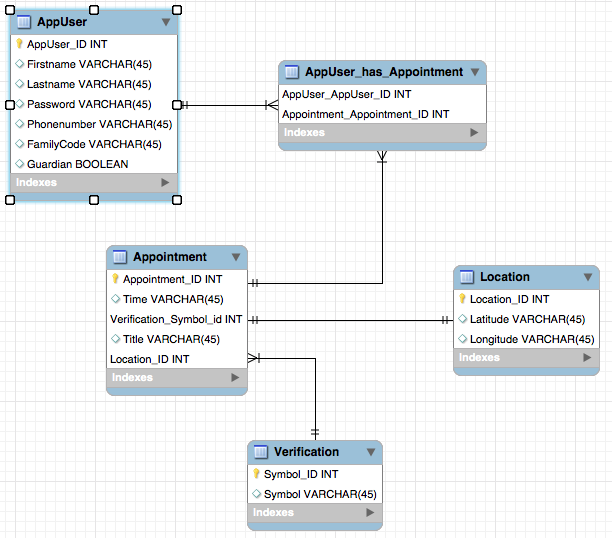 AppUser
AppUser_ID INT
Firstname VARCHAR(45)
Lastname VARCHAR(45)
Password VARCHAR(45)
Phonenumber VARCHAR(45)
FamilyCode VARCHAR(45)
Guardian BOOLEAN
Indexes
AppUser_has_Appointment
AppUser_AppUser_ID INT
Appointment_Appointment_ID INT
Indexes
Appointment
Appointment_ID INT
Time VARCHAR(45)
Verification_Symbol_id INT
Title VARCHAR(45)
Location_ID INT
Indexes
Location
Location_ID INT
Latitude VARCHAR(45)
Longitude VARCHAR(45)
Indexes
Verification
Symbol_ID INT
Symbol VARCHAR(45)
Indexes